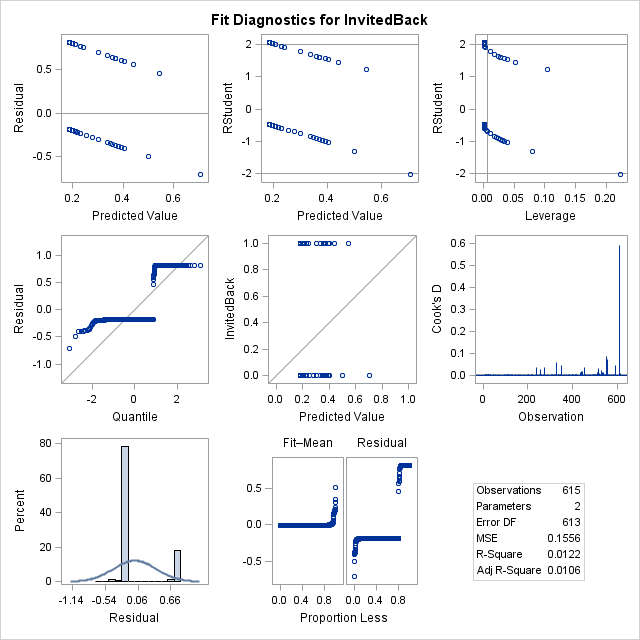 Fit Diagnostics for InvitedBack
Residual
0.5
0.0
-0.5
0.2 0.4 0.6
Predicted Value
RStudent
2
1
0
-1
-2
0.2 0.4 0.6
Predicted Value
RStudent
2
1
0
-1
-2
0.00 0.05 0.10 0.15 0.20
Leverage
Residual
1.0
0.5
0.0
-0.5
-1.0
-2 0 2
Quantile
InvitedBack
1.0
0.8
0.6
0.4
0.2
0.0
0.0 0.2 0.4 0.6 0.8 1.0
Predicted Value
Cook's D
0.6
0.5
0.4
0.3
0.2
0.1
0.0
0 200 400 600
Observation
Percent
80
60
40
20
0
-1.14 -0.54 0.06 0.66
Residual
Fit–Mean Residual
0.5
0.0
-0.5
0.0 0.4 0.8 0.0 0.4 0.8
Proportion Less
Observations 615
Parameters 2
Error DF 613
MSE 0.1556
R-Square 0.0122
Adj R-Square 0.0106